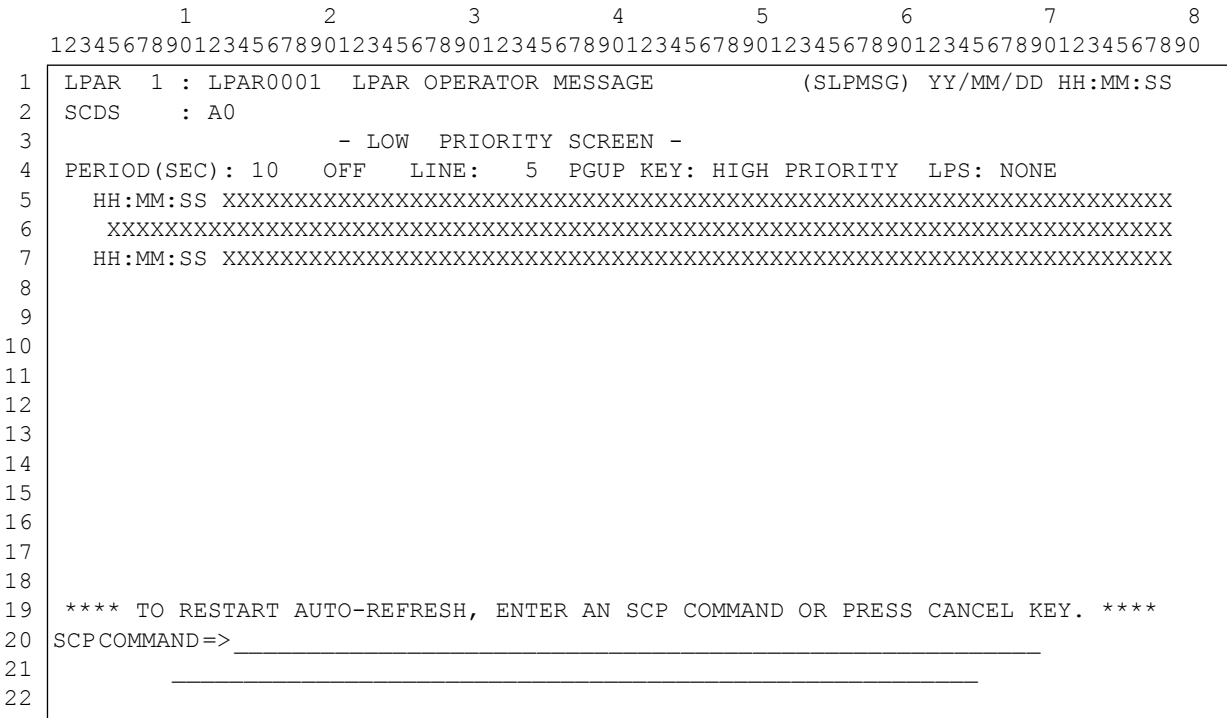 1 2 3 4 5 6 7 8
12345678901234567890123456789012345678901234567890123456789012345678901234567890
1 LPAR 1 : LPAR0001 LPAR OPERATOR MESSAGE (SLPMSG) YY/MM/DD HH:MM:SS
2 SCDS : A0
3 - LOW PRIORITY SCREEN -
4 PERIOD(SEC): 10 OFF LINE: 5 PGUP KEY: HIGH PRIORITY LPS: NONE
5 HH:MM:SS XXXXXXXXXXXXXXXXXXXXXXXXXXXXXXXXXXXXXXXXXXXXXXXXXXXXXXXXXXXXXXXXXX
6 XXXXXXXXXXXXXXXXXXXXXXXXXXXXXXXXXXXXXXXXXXXXXXXXXXXXXXXXXXXXXXXXXXXXXXXXXX
7 HH:MM:SS XXXXXXXXXXXXXXXXXXXXXXXXXXXXXXXXXXXXXXXXXXXXXXXXXXXXXXXXXXXXXXXXXX
8
9
10
11
12
13
14
15
16
17
18
19 **** TO RESTART AUTO-REFRESH, ENTER AN SCP COMMAND OR PRESS CANCEL KEY. ****
20 SCP COMMAND=>________________________________________________________
21 ________________________________________________________
22